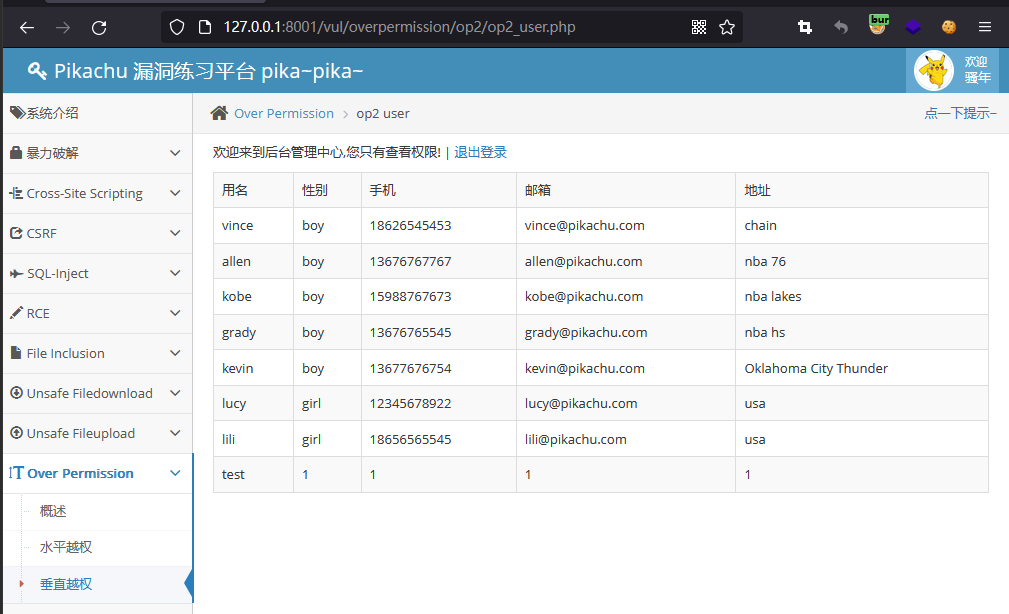 127.0.0.1:8001/vul/overpermission/op2/op2_user.php
bur
Pikachu 漏洞练习平台 pika~pika~
欢迎
骚年
系统介绍
暴力破解
Cross-Site Scripting
CSRF
SQL-Inject
RCE
File Inclusion
Unsafe Filedownload
Unsafe Fileupload
Over Permission
概述
水平越权
垂直越权
Over Permission > op2 user
点一下提示~
欢迎来到后台管理中心,您只有查看权限! | 退出登录
用名 性别 手机 邮箱 地址
vince boy 18626545453 vince@pikachu.com chain
allen boy 13676767767 allen@pikachu.com nba 76
kobe boy 15988767673 kobe@pikachu.com nba lakes
grady boy 13676765545 grady@pikachu.com nba hs
kevin boy 13677676754 kevin@pikachu.com Oklahoma City Thunder
lucy girl 12345678922 lucy@pikachu.com usa
lili girl 18656565545 lili@pikachu.com usa
test 1 1 1 1